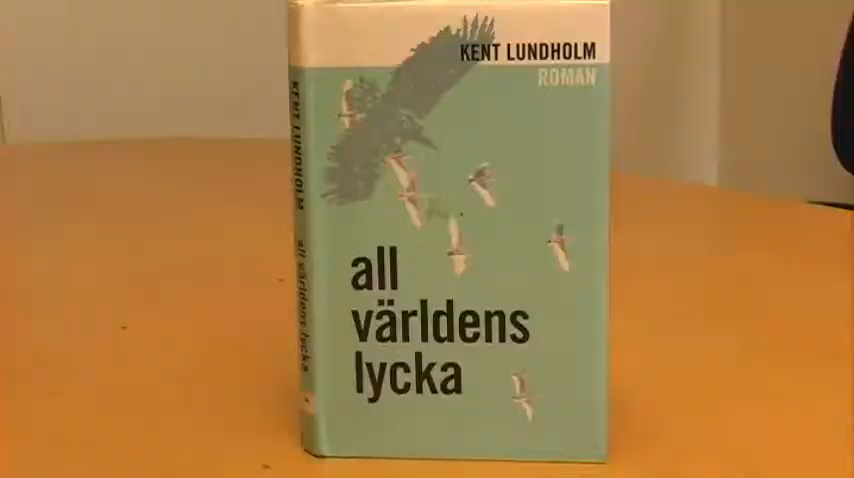 KENT LUNDHOLM
ROMAN
all
världens
lycka
KENT LUNDHOLM all världens lycka